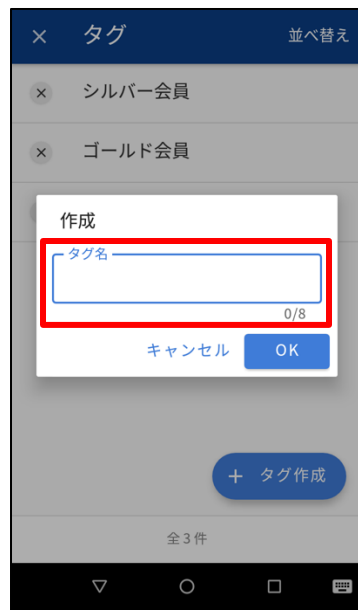 × タグ 並べ替え
× シルバー会員
× ゴールド会員
作成
タグ名
0/8
キャンセル OK
+ タグ作成
全3件